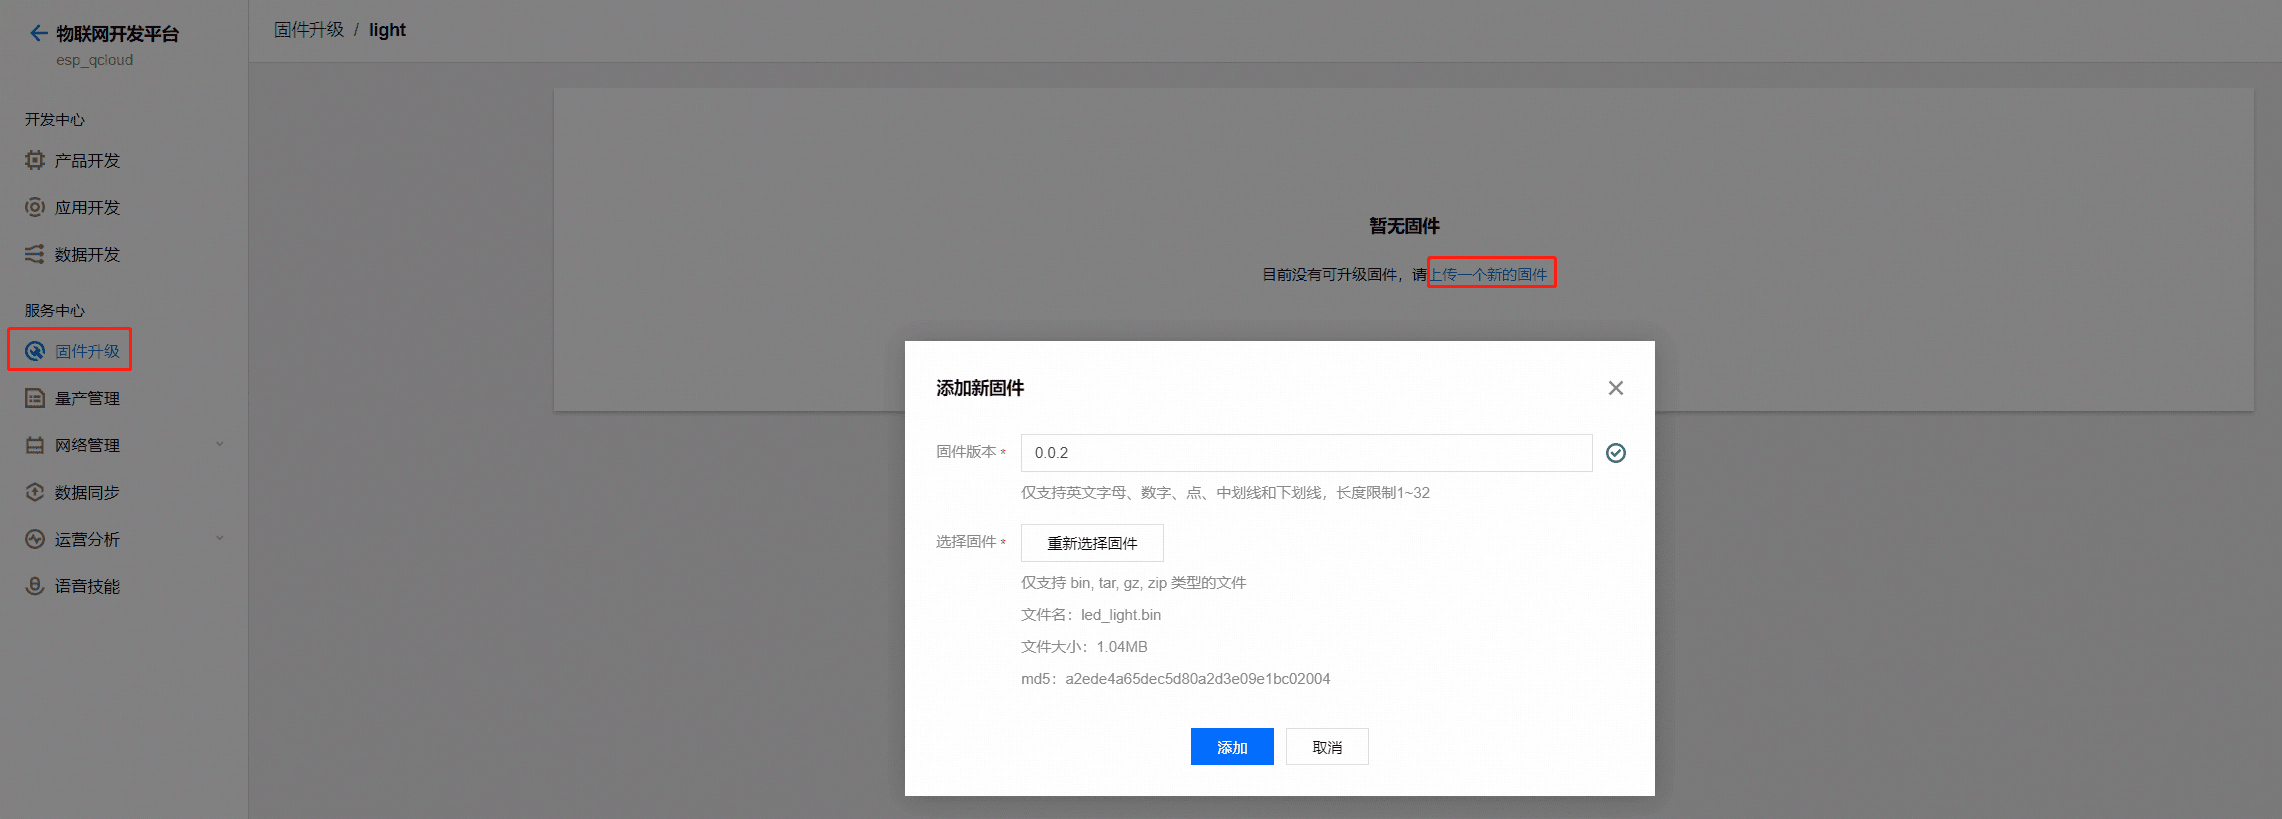 物联网开发平台
esp_qcloud
开发中心
产品开发
应用开发
数据开发
服务中心
固件升级
量产管理
网络管理
数据同步
运营分析
语音技能
固件升级 / light
暂无固件
目前没有可升级固件，请上传一个新的固件
添加新固件
固件版本 * 0.0.2
仅支持英文字母、数字、点、中划线和下划线，长度限制1~32
选择固件 * 重新选择固件
仅支持 bin, tar, gz, zip 类型的文件
文件名：led_light.bin
文件大小：1.04MB
md5：a2ede4a65dec5d80a2d3e09e1bc02004
添加 取消